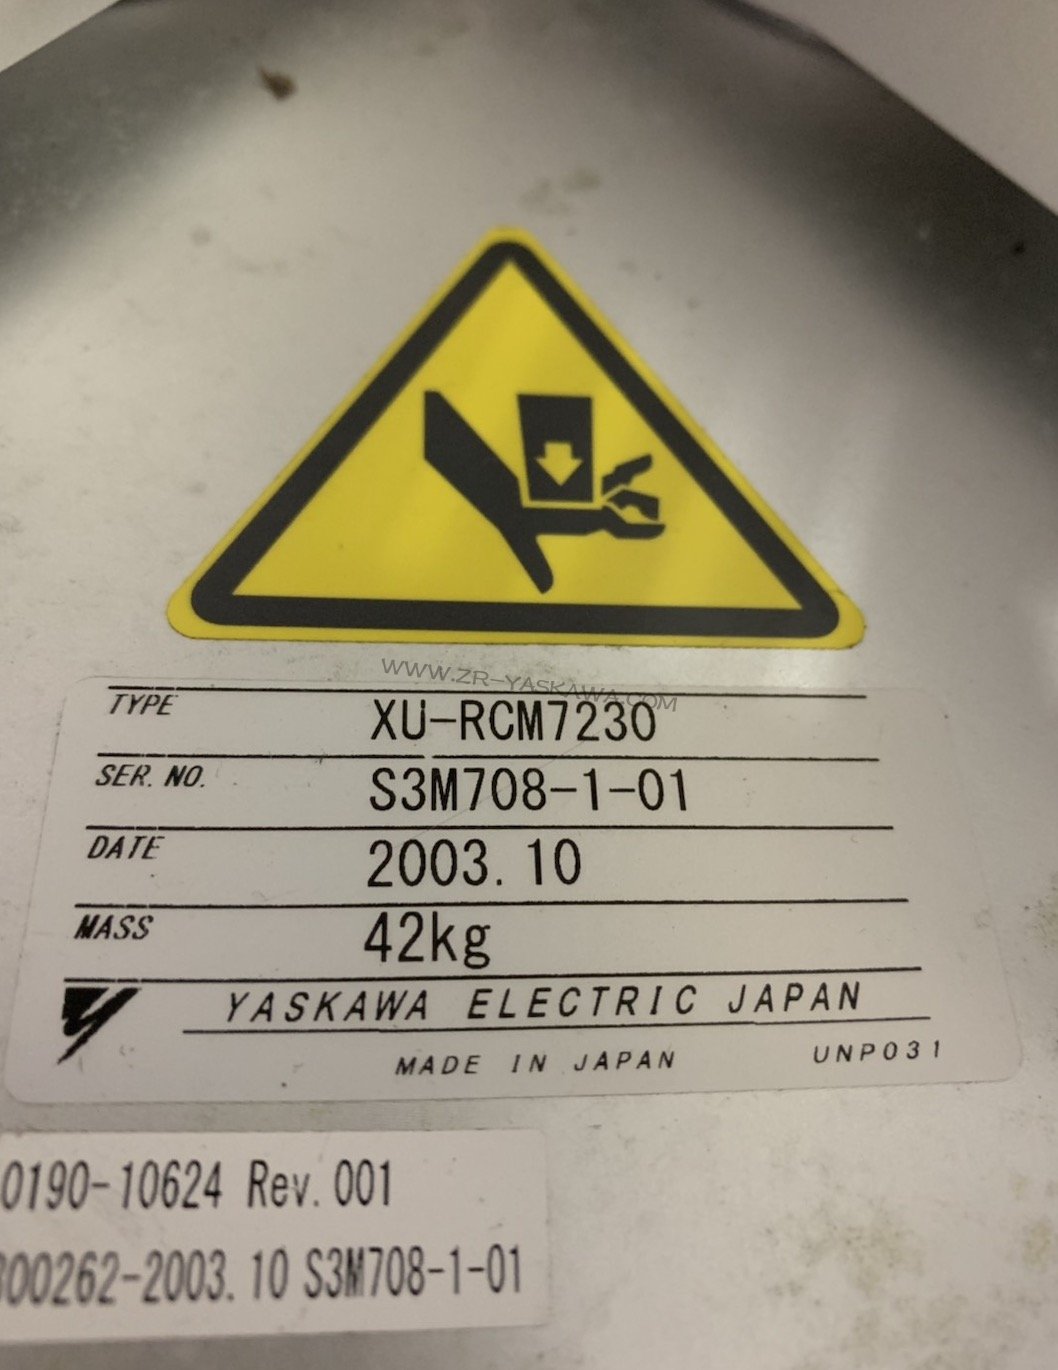 WWW.ZR-YASKAWA.COM
TYPE XU-RCM7230
SER. NO. S3M708-1-01
DATE 2003.10
MASS 42kg
YASKAWA ELECTRIC JAPAN
MADE IN JAPAN UNP031
0190-10624 Rev.001
00262-2003.10 S3M708-1-01